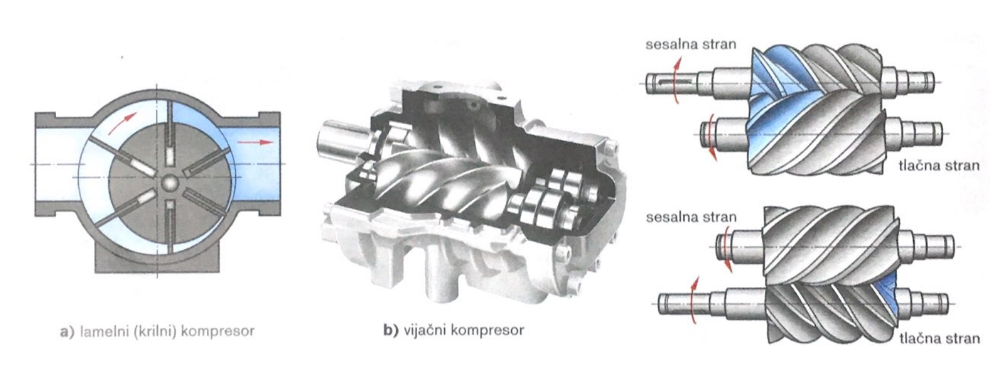 sesalna stran
tlačna stran
sesalna stran
tlačna stran
a) lamelni (krilni) kompresor
b) vijačni kompresor